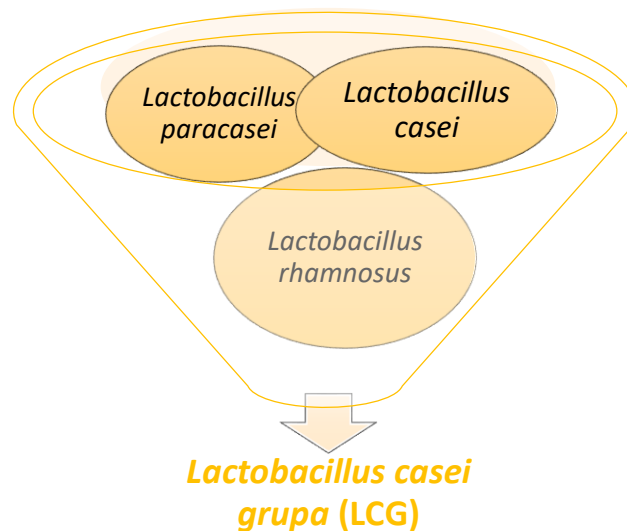 Lactobacillus
paracasei
Lactobacillus
casei
Lactobacillus
rhamnosus
Lactobacillus casei
grupa (LCG)